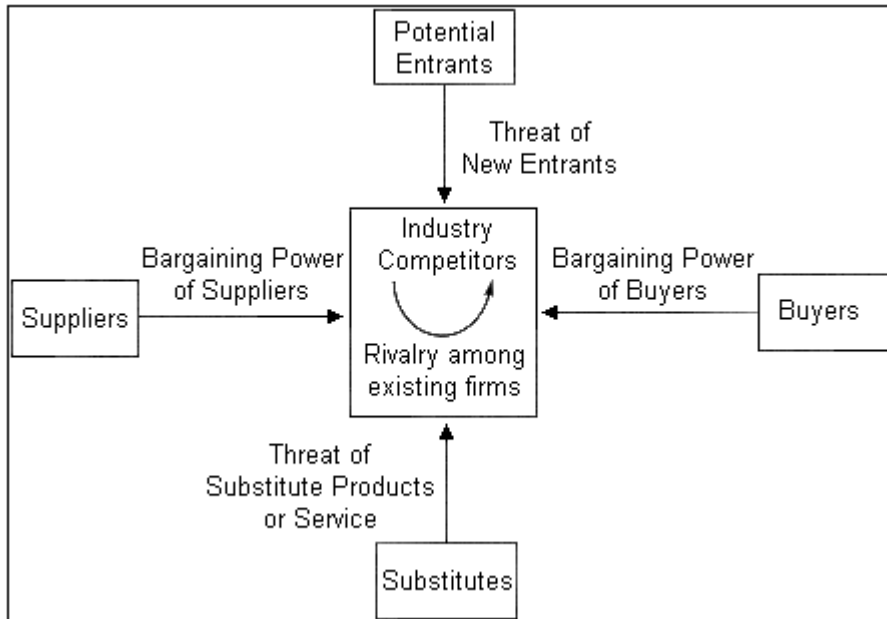 Potential
Entrants
Threat of
New Entrants
Industry
Competitors
Bargaining Power
of Suppliers
Bargaining Power
of Buyers
Suppliers
Buyers
Rivalry among
existing firms
Threat of
Substitute Products
or Service
Substitutes